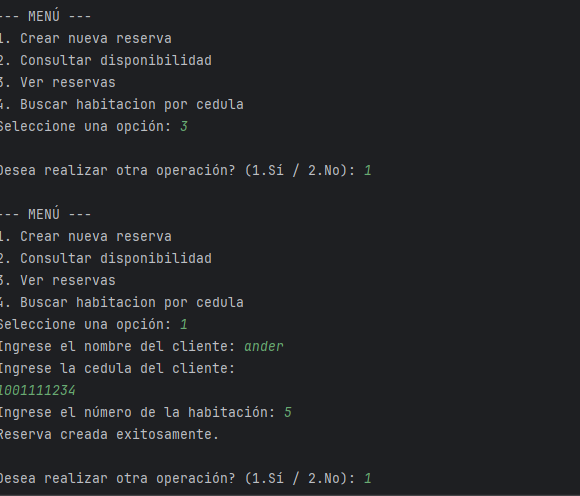 --- MENÚ ---
1. Crear nueva reserva
2. Consultar disponibilidad
3. Ver reservas
4. Buscar habitacion por cedula
Seleccione una opción: 3
Desea realizar otra operación? (1.Sí / 2.No): 1
--- MENÚ ---
1. Crear nueva reserva
2. Consultar disponibilidad
3. Ver reservas
4. Buscar habitacion por cedula
Seleccione una opción: 1
Ingrese el nombre del cliente: ander
Ingrese la cedula del cliente:
1001111234
Ingrese el número de la habitación: 5
Reserva creada exitosamente.
Desea realizar otra operación? (1.Sí / 2.No): 1